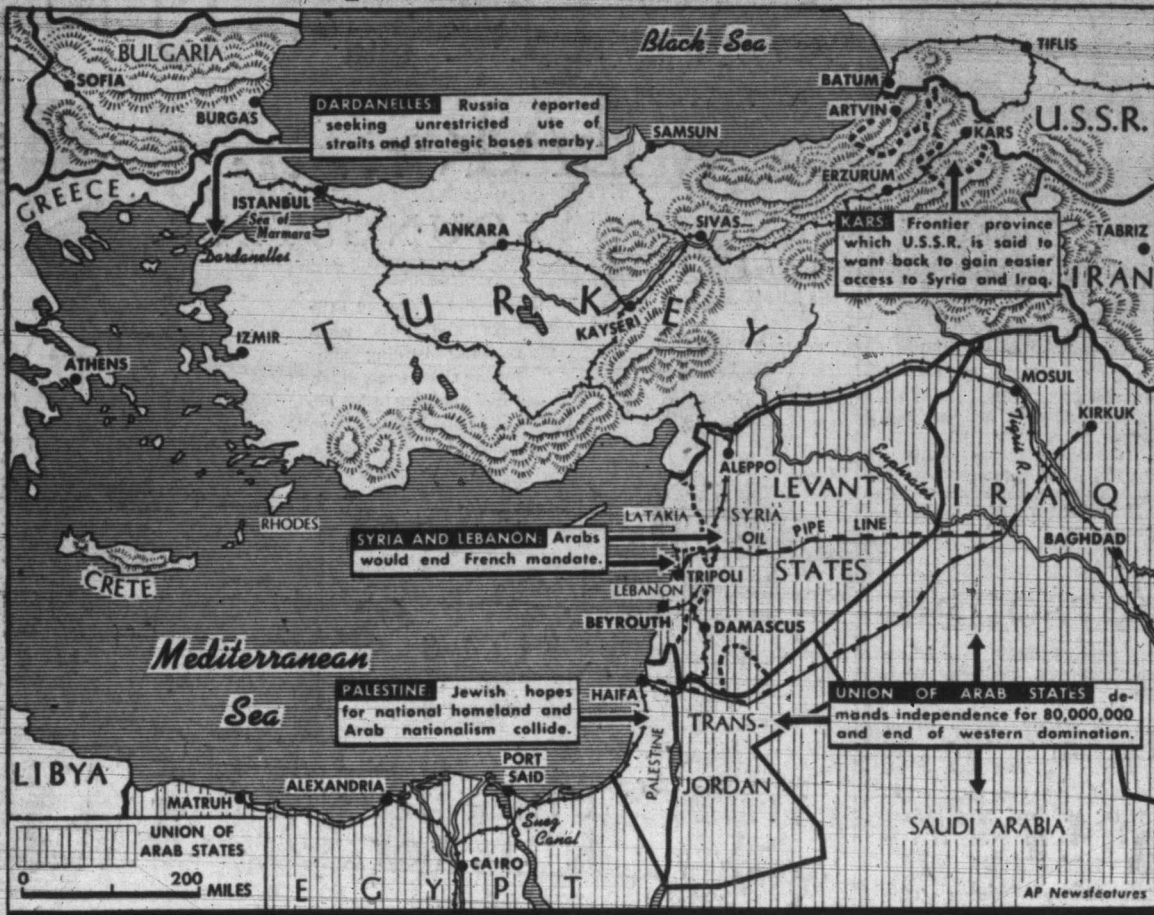 Black Sea
BULGARIA
SOFIA
BURGAS
TIFLIS
BATUM
ARTVIN
U.S.S.R.
KARS
DARDANELLES Russia reported
seeking unrestricted use of
straits and strategic bases nearby.
SAMSUN
ERZURUM
GREECE
ISTANBUL
Sea of
Marmara
Dardanelles
ANKARA
SIVAS
KARS Frontier province
which U.S.S.R. is said to
want back to gain easier
access to Syria and Iraq.
TABRIZ
IRAN
TURKEY
KAYSERI
IZMIR
ATHENS
MOSUL
KIRKUK
Tigris R.
ALEPPO
Euphrates
LEVANT
STATES
IRAQ
RHODES
LATAKIA
SYRIA
OIL PIPE LINE
BAGHDAD
SYRIA AND LEBANON: Arabs
would end French mandate.
CRETE
TRIPOLI
LEBANON
BEYROUTH
DAMASCUS
Mediterranean
Sea
HAIFA
PALESTINE: Jewish hopes
for national homeland and
Arab nationalism collide.
UNION OF ARAB STATES de-
mands independence for 80,000,000
and end of western domination.
TRANS-
JORDAN
PALESTINE
LIBYA
MATRUH
ALEXANDRIA
PORT
SAID
Suez
Canal
CAIRO
SAUDI ARABIA
UNION OF
ARAB STATES
0 200 MILES
EGYPT
AP Newsfeatures